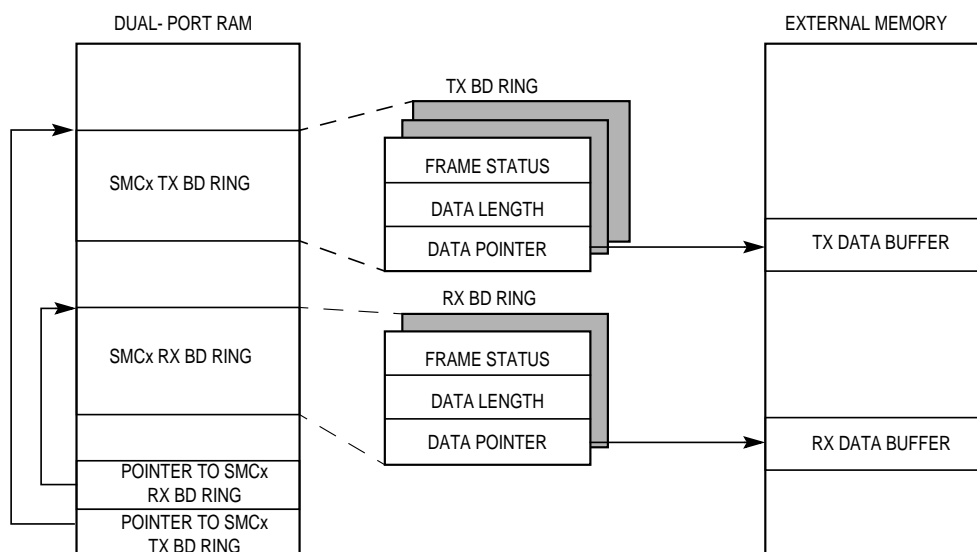 DUAL- PORT RAM
EXTERNAL MEMORY
TX BD RING
FRAME STATUS
SMCx TX BD RING
DATA LENGTH
DATA POINTER
TX DATA BUFFER
RX BD RING
FRAME STATUS
SMCx RX BD RING
DATA LENGTH
DATA POINTER
RX DATA BUFFER
POINTER TO SMCx
RX BD RING
POINTER TO SMCx
TX BD RING